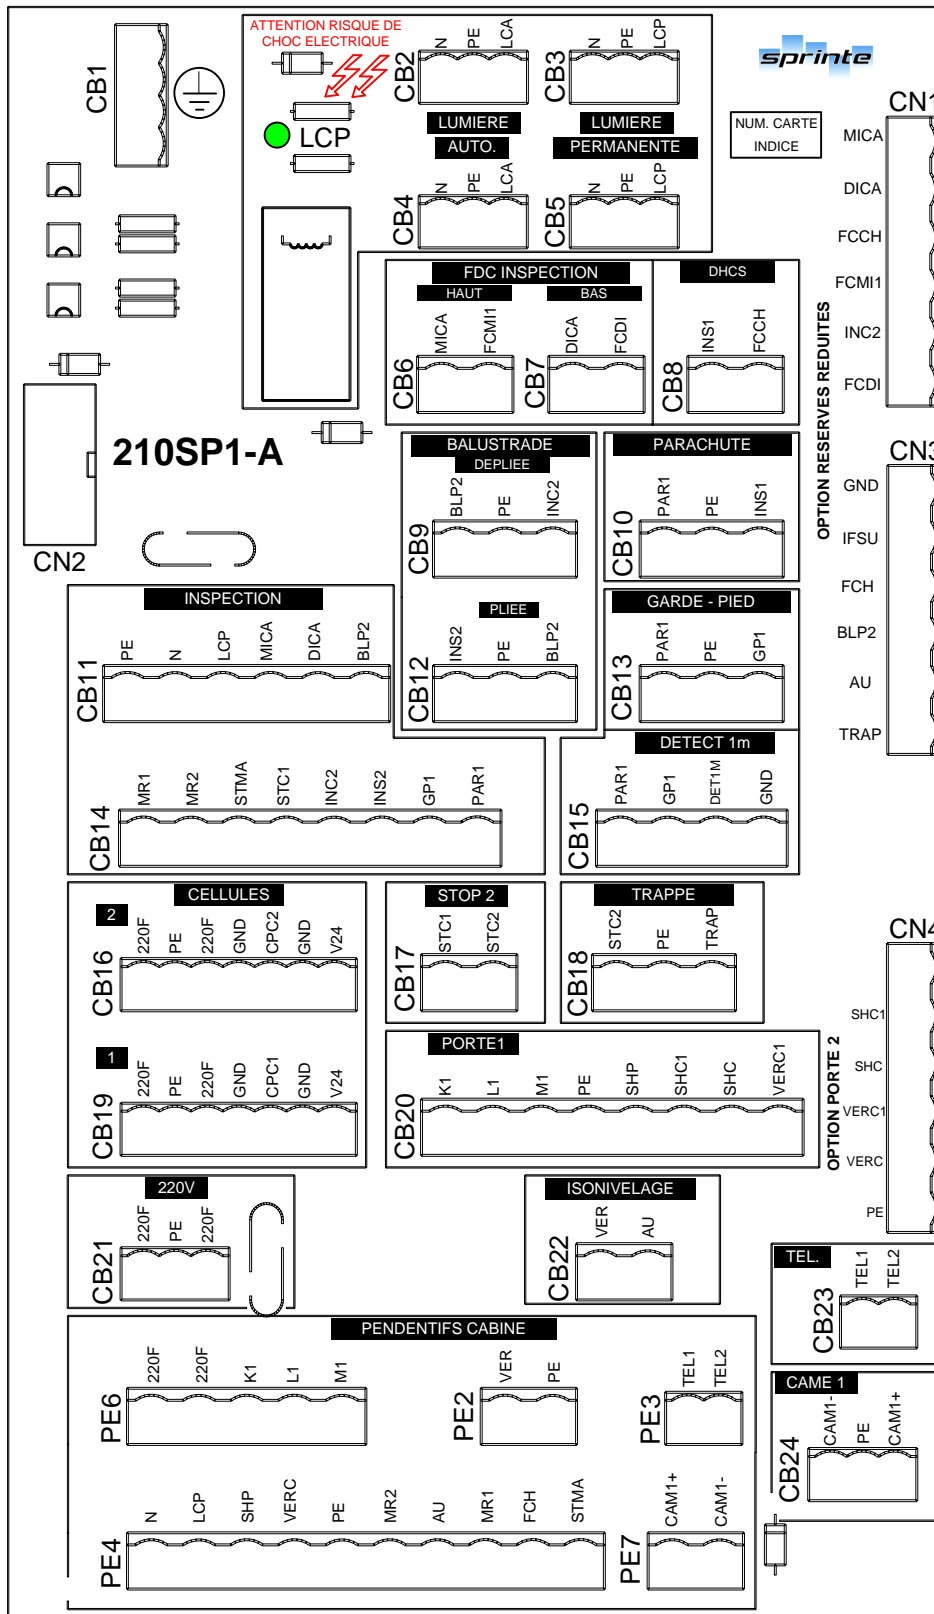 ATTENTION RISQUE DE
CHOC ELECTRIQUE
CB1
LCP
CB2
N
PE
LCA
CB3
N
PE
LCP
LUMIERE
AUTO.
LUMIERE
PERMANENTE
CB4
N
PE
LCA
CB5
N
PE
LCP
sprinte
NUM. CARTE
INDICE
CN1
MICA
DICA
FCCH
FCMI1
INC2
FCDI
OPTION RESERVES REDUITES
FDC INSPECTION
HAUT
BAS
DHCS
CB6
MICA
FCMI1
CB7
DICA
FCDI
CB8
INS1
FCCH
210SP1-A
CN2
BALUSTRADE
DEPLIEE
CB9
BLP2
PE
INC2
PARACHUTE
CB10
PAR1
PE
INS1
CN3
GND
IFSU
FCH
BLP2
AU
TRAP
INSPECTION
CB11
PE
N
LCP
MICA
DICA
BLP2
PLIEE
CB12
INS2
PE
BLP2
GARDE - PIED
CB13
PAR1
PE
GP1
CB14
MR1
MR2
STMA
STC1
INC2
INS2
GP1
PAR1
DETECT 1m
CB15
PAR1
GP1
DET1M
GND
CELLULES
2
CB16
220F
PE
220F
GND
CPC2
GND
V24
STOP 2
CB17
STC1
STC2
TRAPPE
CB18
STC2
PE
TRAP
CN4
SHC1
SHC
VERC1
VERC
PE
OPTION PORTE 2
1
CB19
220F
PE
220F
GND
CPC1
GND
V24
PORTE1
CB20
K1
L1
M1
PE
SHP
SHC1
SHC
VERC1
220V
CB21
220F
PE
220F
ISONIVELAGE
CB22
VER
AU
TEL.
CB23
TEL1
TEL2
PENDENTIFS CABINE
PE6
220F
220F
K1
L1
M1
PE2
VER
PE
PE3
TEL1
TEL2
CAME 1
CB24
CAM1-
PE
CAM1+
PE4
N
LCP
SHP
VERC
PE
MR2
AU
MR1
FCH
STMA
PE7
CAM1+
CAM1-